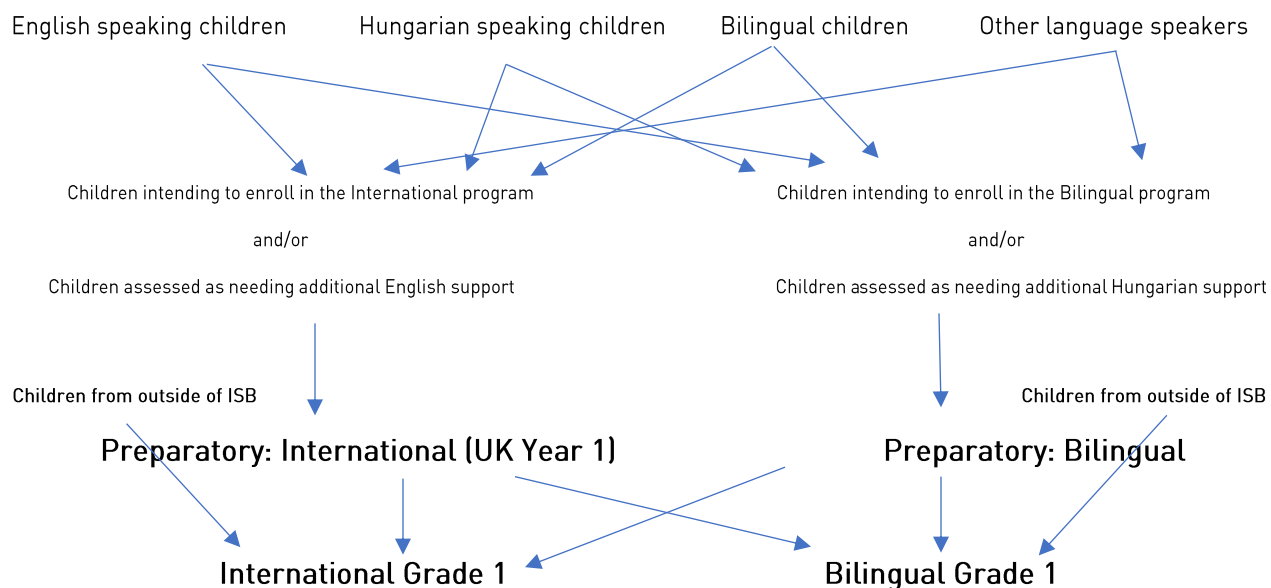 English speaking children
Hungarian speaking children
Bilingual children
Other language speakers
Children intending to enroll in the International program
Children intending to enroll in the Bilingual program
and/or
and/or
Children assessed as needing additional English support
Children assessed as needing additional Hungarian support
Children from outside of ISB
Children from outside of ISB
Preparatory: International (UK Year 1)
Preparatory: Bilingual
International Grade 1
Bilingual Grade 1